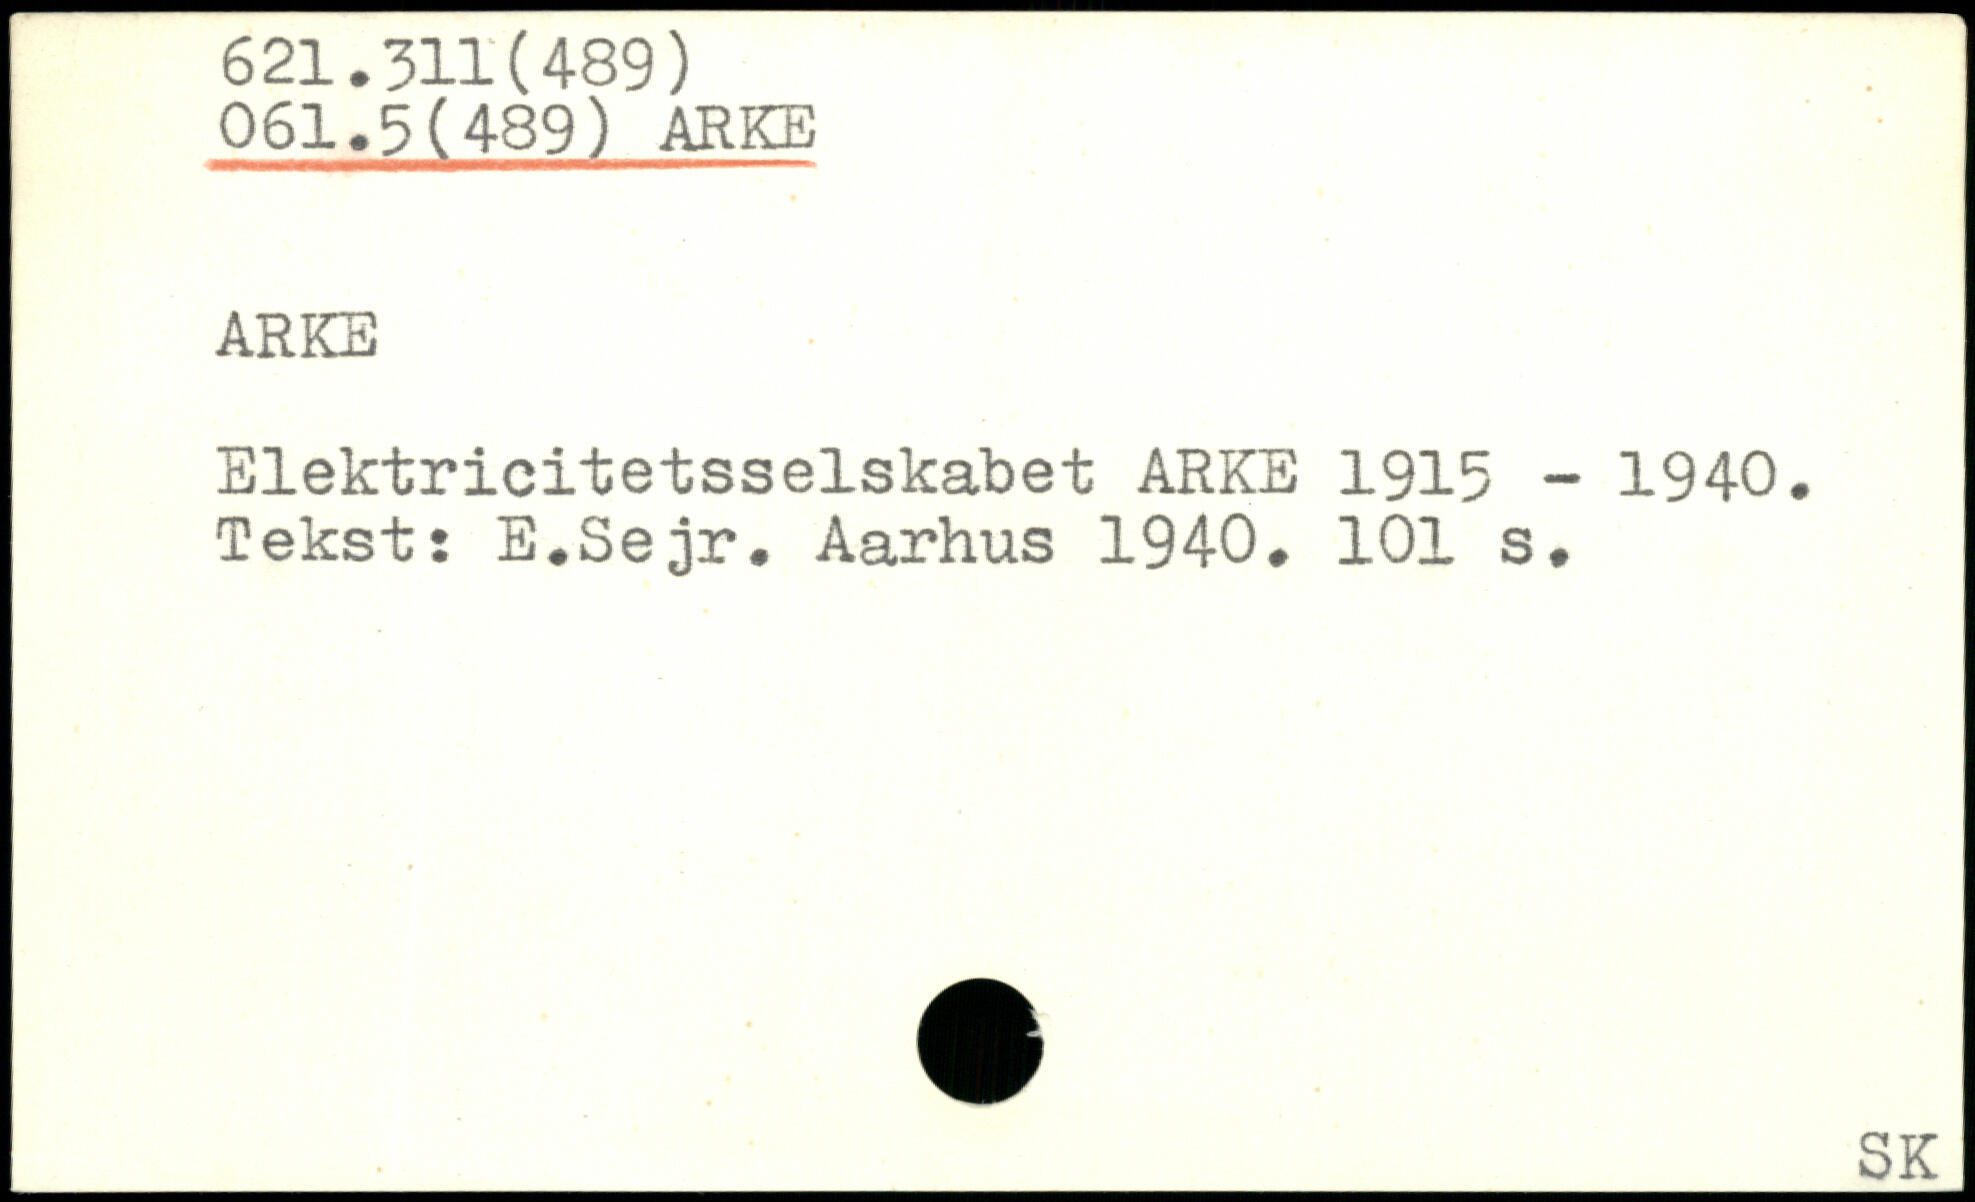 621.311(489)
061.5(489) ARKE
ARKE
Elektricitetsselskabet ARKE 1915 - 1940.
Tekst: E.Sejr. Aarhus 1940. 101 s.
SK